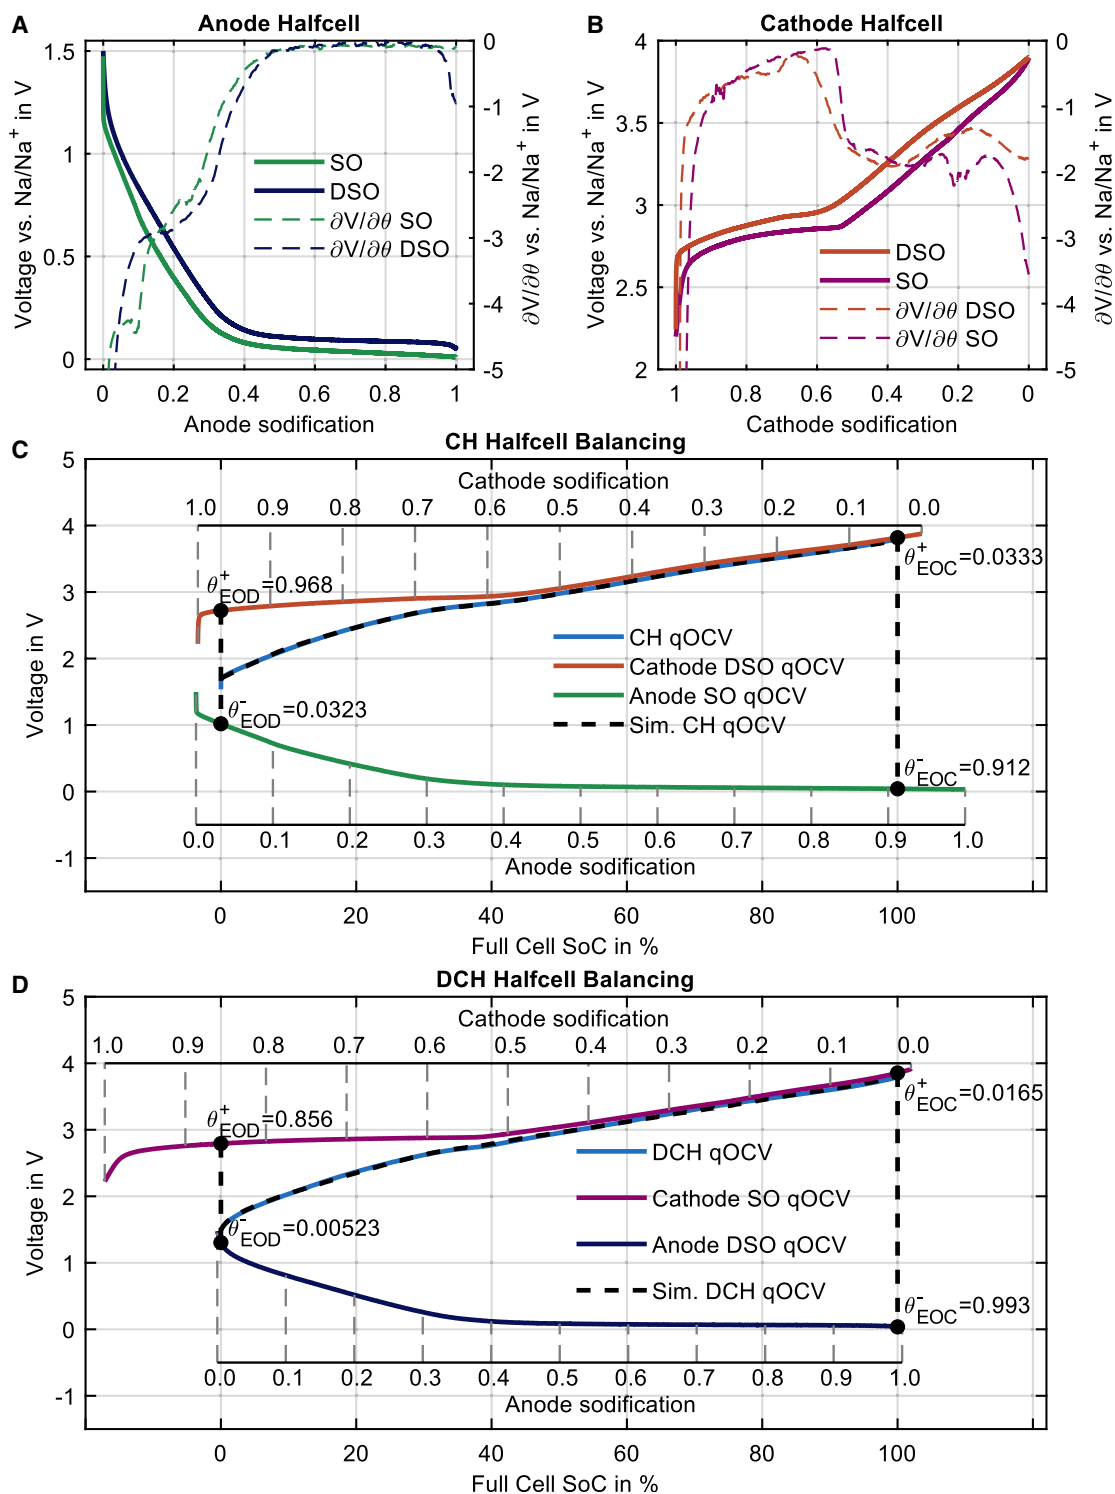 A
Anode Halfcell
1.5
1
0.5
0
0
-1
-2
-3
-4
-5
0
0.2
0.4
0.6
0.8
1
Voltage vs. Na/Na+ in V
∂V/∂θ vs. Na/Na+ in V
Anode sodification
SO
DSO
∂V/∂θ SO
∂V/∂θ DSO
B
Cathode Halfcell
4
3.5
3
2.5
2
0
-1
-2
-3
-4
-5
1
0.8
0.6
0.4
0.2
0
Voltage vs. Na/Na+ in V
∂V/∂θ vs. Na/Na+ in V
Cathode sodification
DSO
SO
∂V/∂θ DSO
∂V/∂θ SO
C
CH Halfcell Balancing
Cathode sodification
1.0 0.9 0.8 0.7 0.6 0.5 0.4 0.3 0.2 0.1 0.0
5
4
3
2
1
0
-1
Voltage in V
θ+EOD=0.968
θ+EOC=0.0333
θ-EOD=0.0323
θ-EOC=0.912
CH qOCV
Cathode DSO qOCV
Anode SO qOCV
Sim. CH qOCV
0.0 0.1 0.2 0.3 0.4 0.5 0.6 0.7 0.8 0.9 1.0
Anode sodification
0 20 40 60 80 100
Full Cell SoC in %
D
DCH Halfcell Balancing
Cathode sodification
1.0 0.9 0.8 0.7 0.6 0.5 0.4 0.3 0.2 0.1 0.0
5
4
3
2
1
0
-1
Voltage in V
θ+EOD=0.856
θ+EOC=0.0165
θ-EOD=0.00523
θ-EOC=0.993
DCH qOCV
Cathode SO qOCV
Anode DSO qOCV
Sim. DCH qOCV
0.0 0.1 0.2 0.3 0.4 0.5 0.6 0.7 0.8 0.9 1.0
Anode sodification
0 20 40 60 80 100
Full Cell SoC in %